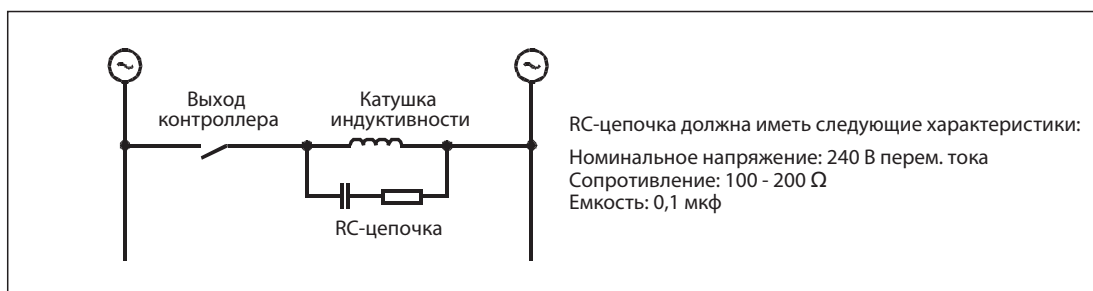 Выход
контроллера
Катушка
индуктивности
RC-цепочка
RC-цепочка должна иметь следующие характеристики:
Номинальное напряжение: 240 В перем. тока
Сопротивление: 100 - 200 Ω
Емкость: 0,1 мкф